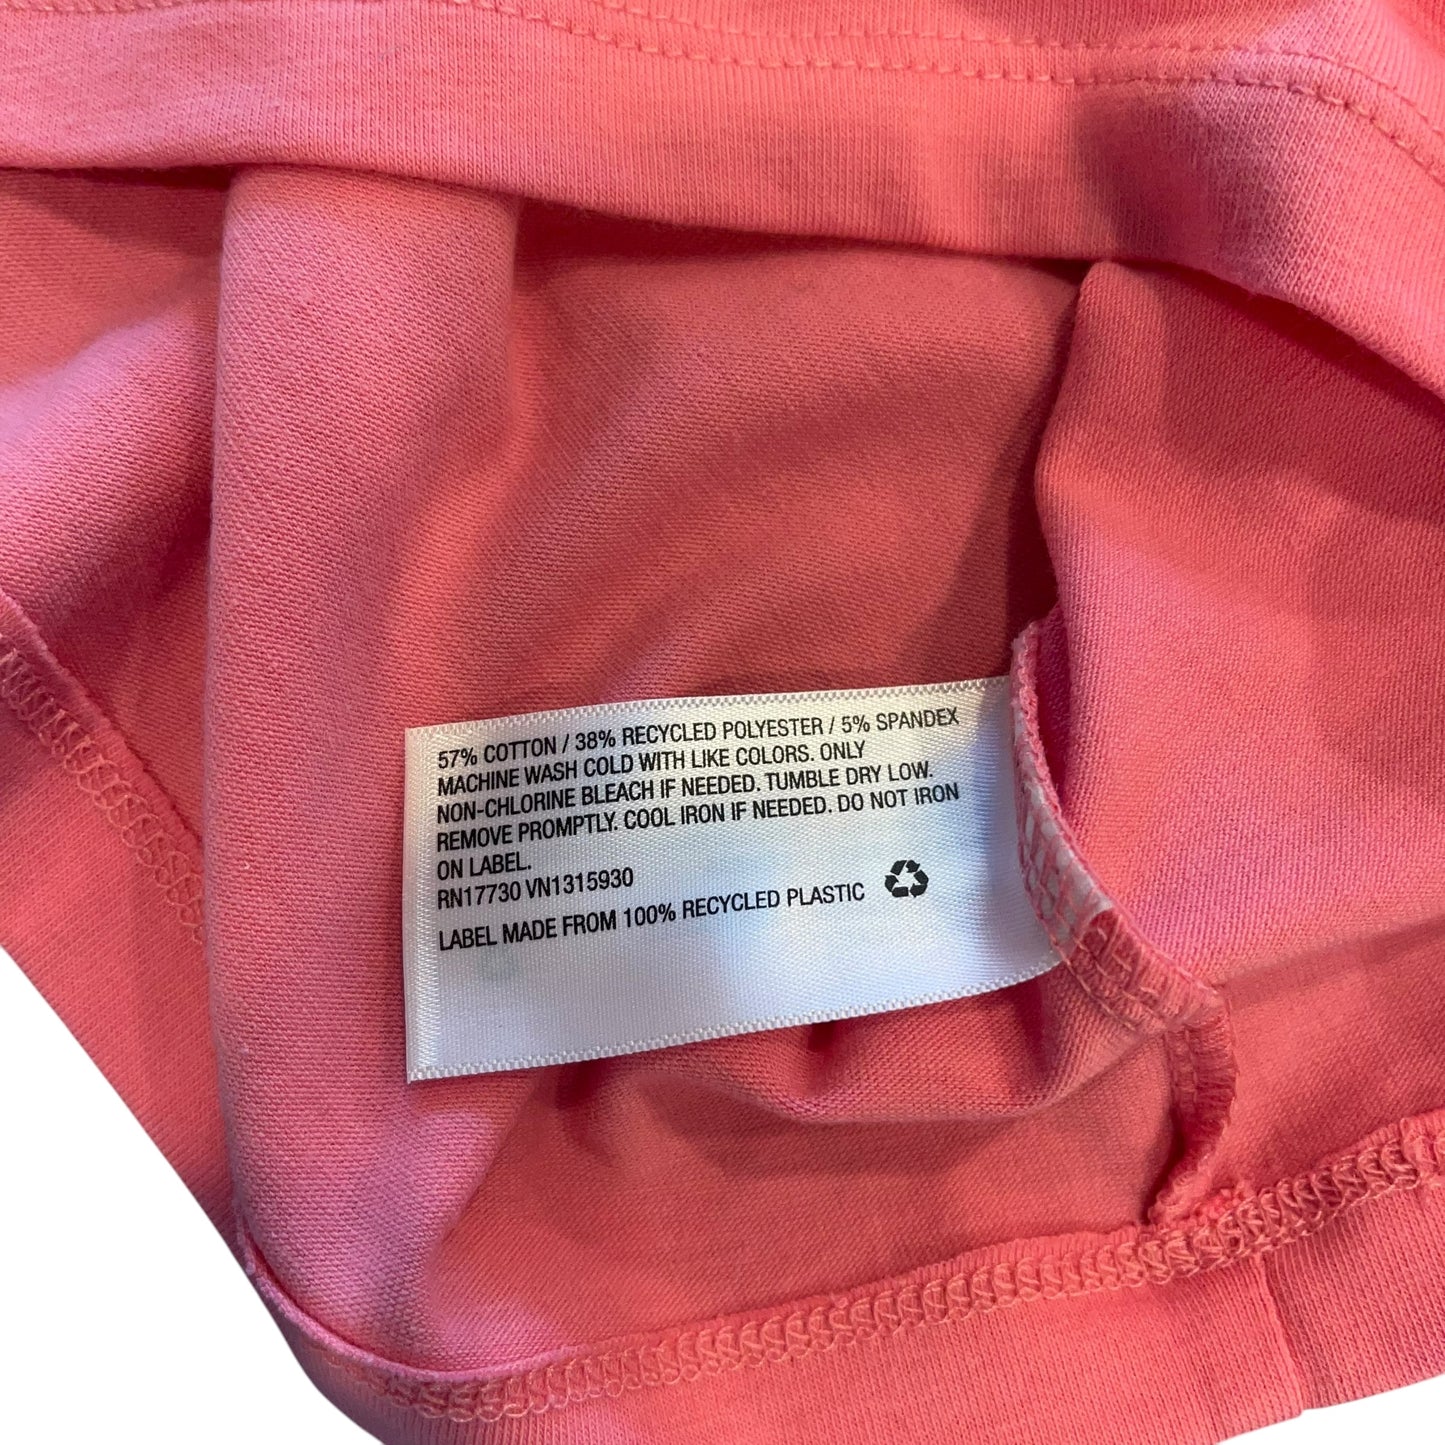 57% COTTON / 38% RECYCLED POLYESTER / 5% SPANDEX
MACHINE WASH COLD WITH LIKE COLORS. ONLY
NON-CHLORINE BLEACH IF NEEDED. TUMBLE DRY LOW.
REMOVE PROMPTLY. COOL IRON IF NEEDED. DO NOT IRON
ON LABEL.
RN17730 VN1315930
LABEL MADE FROM 100% RECYCLED PLASTIC